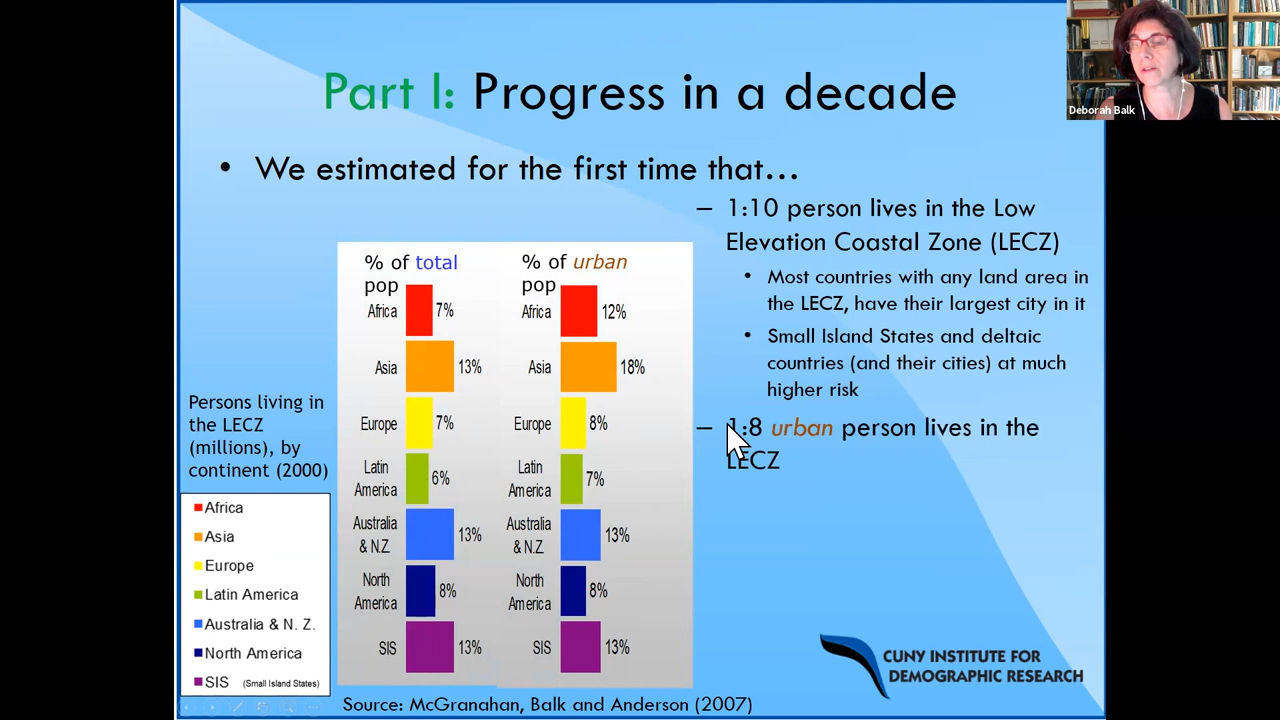 Part I: Progress in a decade
Deborah Balk
• We estimated for the first time that...
– 1:10 person lives in the Low
Elevation Coastal Zone (LECZ)
• Most countries with any land area in
the LECZ, have their largest city in it
• Small Island States and deltaic
countries (and their cities) at much
higher risk
– 1:8 urban person lives in the
LECZ
% of total
pop
Africa 7%
Asia 13%
Europe 7%
Latin
America 6%
Australia
& N.Z. 13%
North
America 8%
SIS 13%
% of urban
pop
Africa 12%
Asia 18%
Europe 8%
Latin
America 7%
Australia
& N.Z. 13%
North
America 8%
SIS 13%
Persons living in
the LECZ
(millions), by
continent (2000)
Africa
Asia
Europe
Latin America
Australia & N. Z.
North America
SIS (Small Island States)
Source: McGranahan, Balk and Anderson (2007)
CUNY INSTITUTE FOR
DEMOGRAPHIC RESEARCH